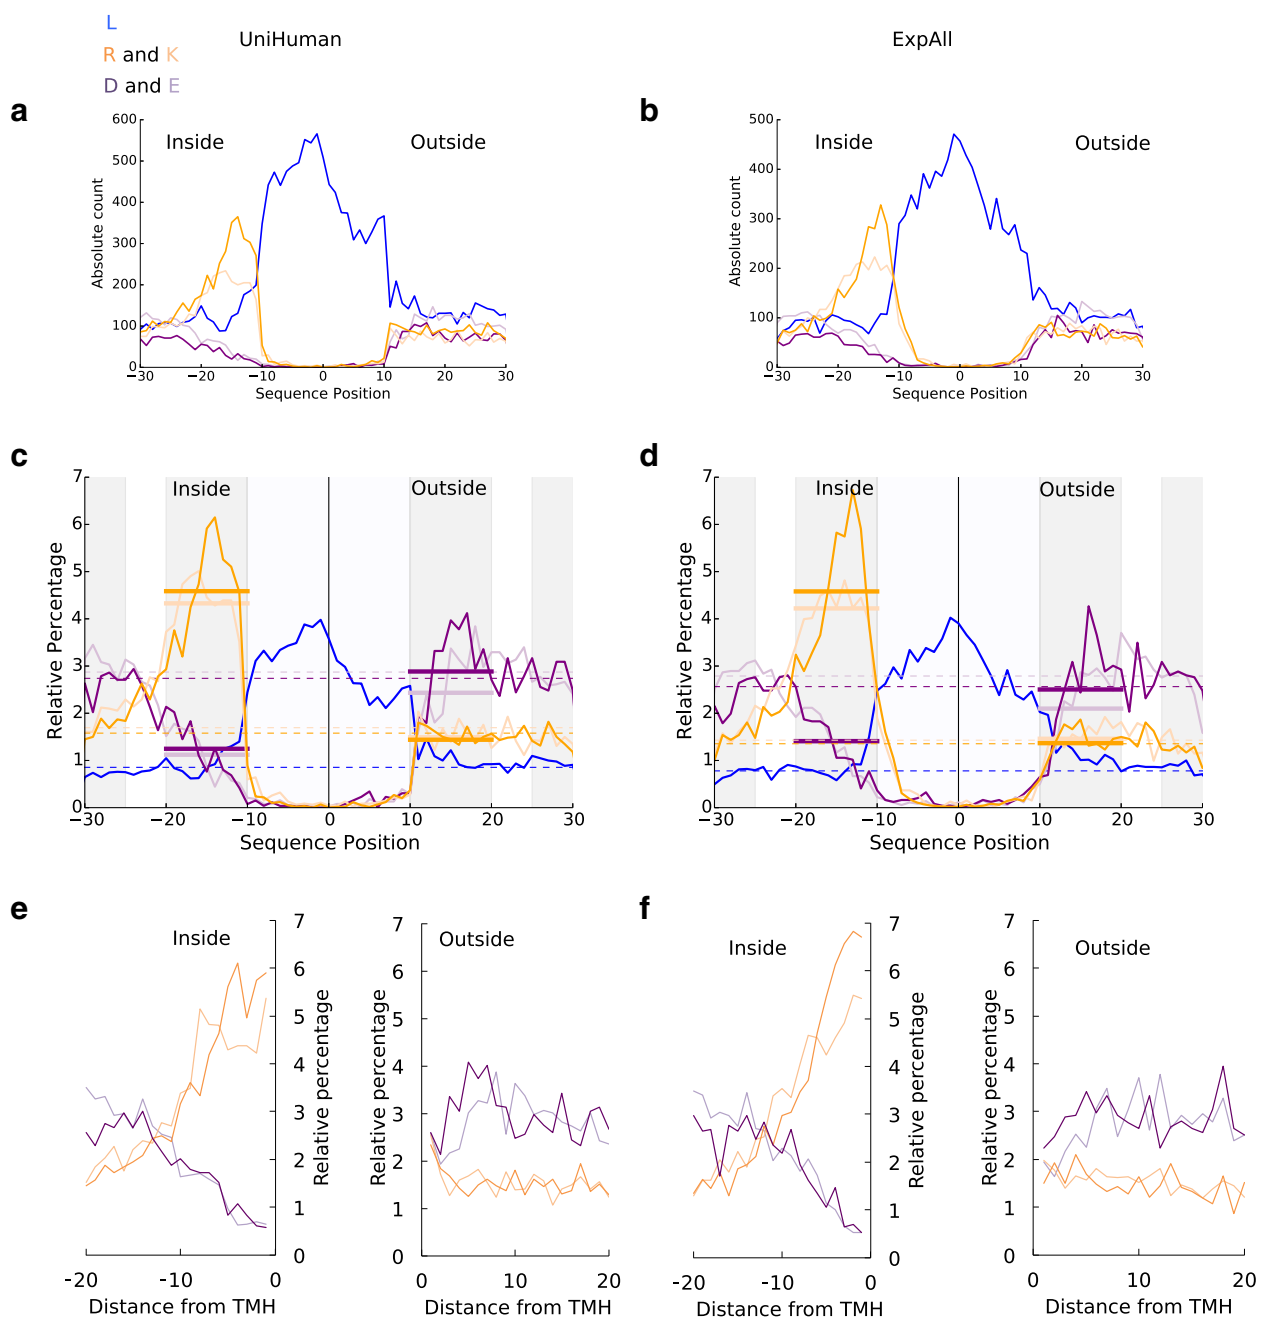 L
UniHuman
ExpAll
R and K
D and E
a
b
600
500
400
300
200
100
0
Absolute count
Inside
Outside
−30
−20
−10
0
10
20
30
Sequence Position
500
400
300
200
100
0
Absolute count
Inside
Outside
−30
−20
−10
0
10
20
30
Sequence Position
c
d
7
6
5
4
3
2
1
0
Relative Percentage
Inside
Outside
−30
−20
−10
0
10
20
30
Sequence Position
7
6
5
4
3
2
1
0
Relative Percentage
Inside
Outside
−30
−20
−10
0
10
20
30
Sequence Position
e
f
Inside
7
6
5
4
3
2
1
0
Relative percentage
-20
-10
0
Distance from TMH
Outside
7
6
5
4
3
2
1
0
Relative percentage
0
10
20
Distance from TMH
Inside
7
6
5
4
3
2
1
0
Relative percentage
-20
-10
0
Distance from TMH
Outside
7
6
5
4
3
2
1
0
Relative percentage
0
10
20
Distance from TMH